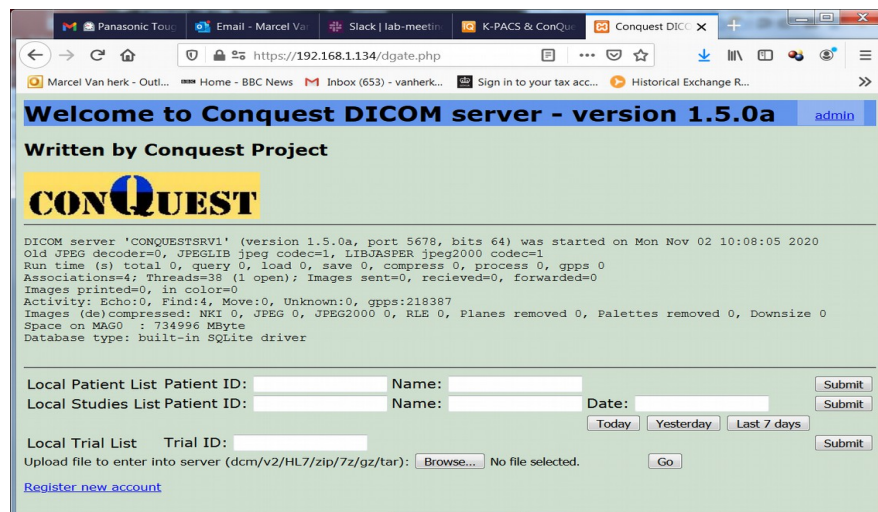 Panasonic Toug
Email - Marcel Va
Slack | lab-meetin
K-PACS & ConQue
Conquest DICO
https://192.168.1.134/dgate.php
Marcel Van herk - Outl...
Home - BBC News
Inbox (653) - vanherk...
Sign in to your tax acc...
Historical Exchange R...
Welcome to Conquest DICOM server - version 1.5.0a
admin
Written by Conquest Project
CONQUEST
DICOM server 'CONQUESTSRV1' (version 1.5.0a, port 5678, bits 64) was started on Mon Nov 02 10:08:05 2020
Old JPEG decoder=0, JPEGLIB jpeg codec=1, LIBJASPER jpeg2000 codec=1
Run time (s) total 0, query 0, load 0, save 0, compress 0, process 0, gpps 0
Associations=4; Threads=38 (1 open); Images sent=0, recieved=0, forwarded=0
Images printed=0, in color=0
Activity: Echo:0, Find:4, Move:0, Unknown:0, gpps:218387
Images (de)compressed: NKI 0, JPEG 0, JPEG2000 0, RLE 0, Planes removed 0, Palettes removed 0, Downsize 0
Space on MAG0 : 734996 MByte
Database type: built-in SQLite driver
Local Patient List Patient ID: Name: Submit
Local Studies List Patient ID: Name: Date: Submit
Today Yesterday Last 7 days
Local Trial List Trial ID: Submit
Upload file to enter into server (dcm/v2/HL7/zip/7z/gz/tar): Browse... No file selected. Go
Register new account